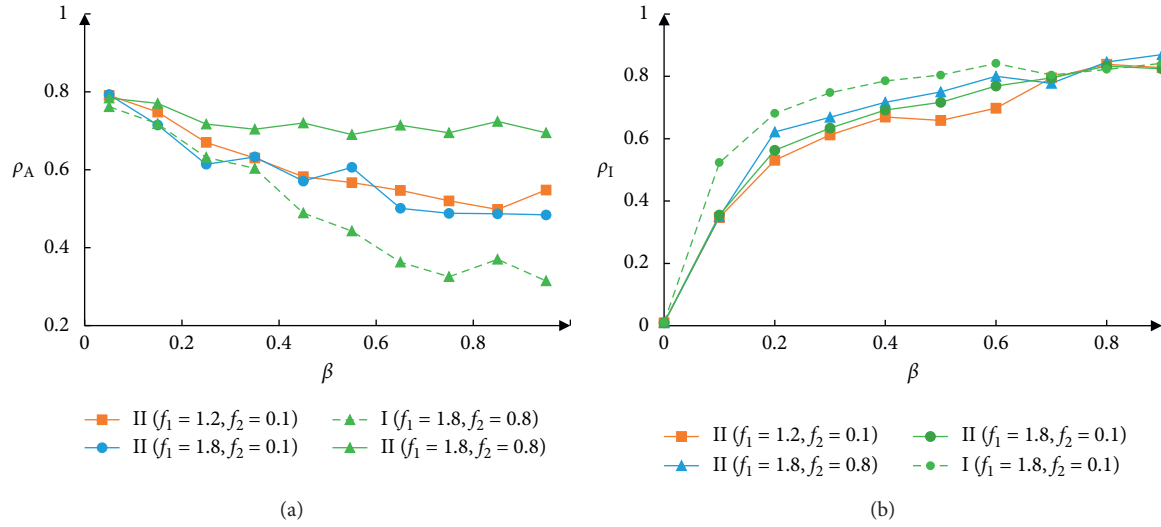 1
0.8
ρA
0.6
0.4
0.2
0
0.2
0.4
0.6
0.8
β
II (f1 = 1.2, f2 = 0.1)
I (f1 = 1.8, f2 = 0.8)
II (f1 = 1.8, f2 = 0.1)
II (f1 = 1.8, f2 = 0.8)
(a)
1
0.8
0.6
ρI
0.4
0.2
0
0
0.2
0.4
0.6
0.8
β
II (f1 = 1.2, f2 = 0.1)
II (f1 = 1.8, f2 = 0.1)
II (f1 = 1.8, f2 = 0.8)
I (f1 = 1.8, f2 = 0.1)
(b)